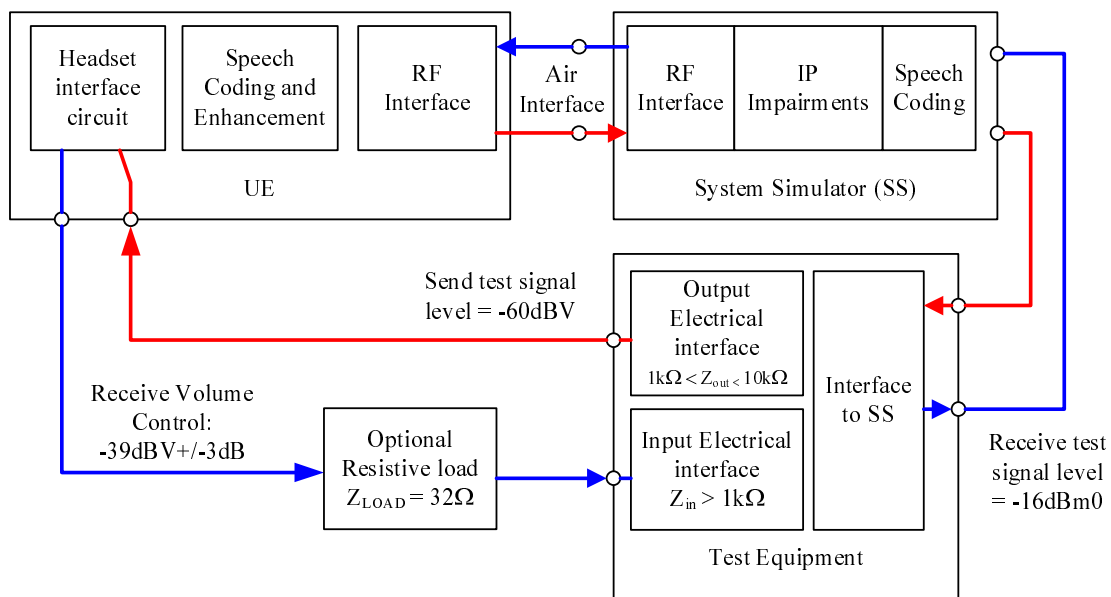 Headset
interface
circuit
Speech
Coding and
Enhancement
RF
Interface
UE
Air
Interface
RF
Interface
IP
Impairments
Speech
Coding
System Simulator (SS)
Send test signal
level = -60dBV
Output
Electrical
interface
1kΩ < Zout < 10kΩ
Interface
to SS
Receive Volume
Control:
-39dBV+/-3dB
Optional
Resistive load
ZLOAD = 32Ω
Input Electrical
interface
Zin > 1kΩ
Receive test
signal level
= -16dBm0
Test Equipment